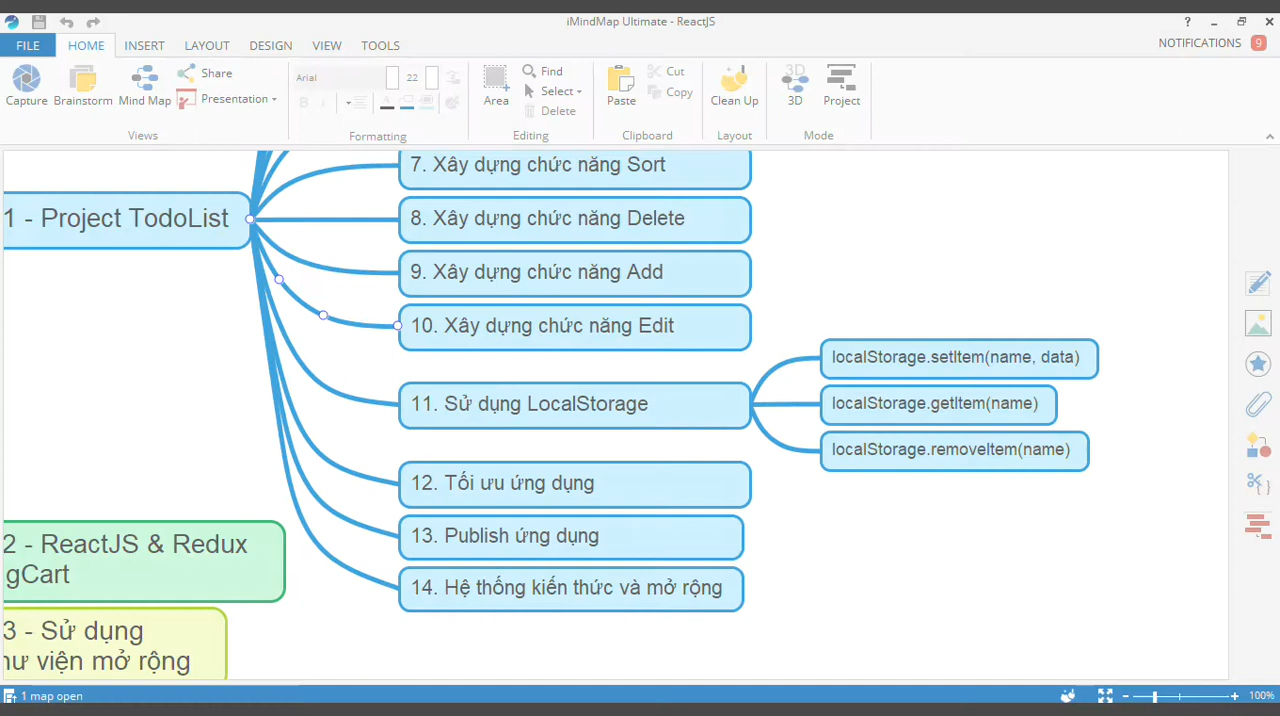 iMindMap Ultimate - ReactJS
?
FILE HOME INSERT LAYOUT DESIGN VIEW TOOLS
NOTIFICATIONS 9
Capture
Brainstorm
Mind Map
Share
Presentation
Views
Arial 22
B I
Formatting
Area
Find
Select
Delete
Editing
Paste
Cut
Copy
Clipboard
Clean Up
Layout
3D
3D
Project
Mode
7. Xây dựng chức năng Sort
1 - Project TodoList
8. Xây dựng chức năng Delete
9. Xây dựng chức năng Add
10. Xây dựng chức năng Edit
11. Sử dụng LocalStorage
localStorage.setItem(name, data)
localStorage.getItem(name)
localStorage.removeItem(name)
12. Tối ưu ứng dụng
13. Publish ứng dụng
14. Hệ thống kiến thức và mở rộng
2 - ReactJS & Redux
gCart
3 - Sử dụng
hư viện mở rộng
1 map open
100%